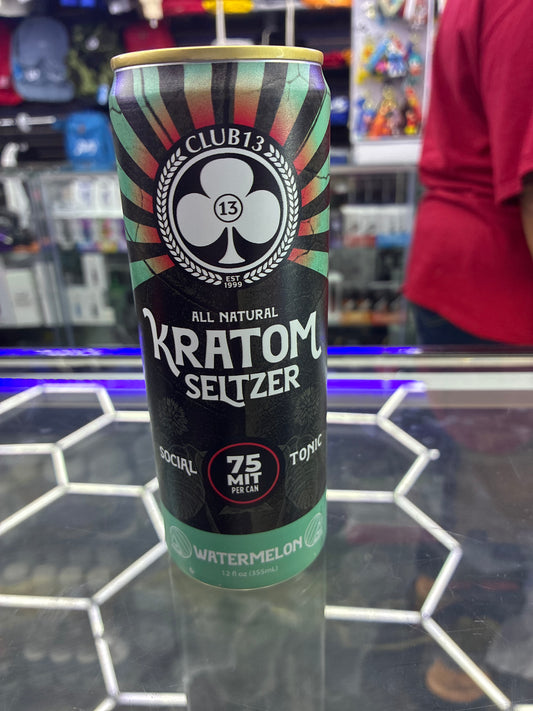 CLUB13
13
EST
1999
ALL NATURAL
KRATOM
SELTZER
SOCIAL TONIC
75
MIT
PER CAN
WATERMELON
12 fl oz (355mL)